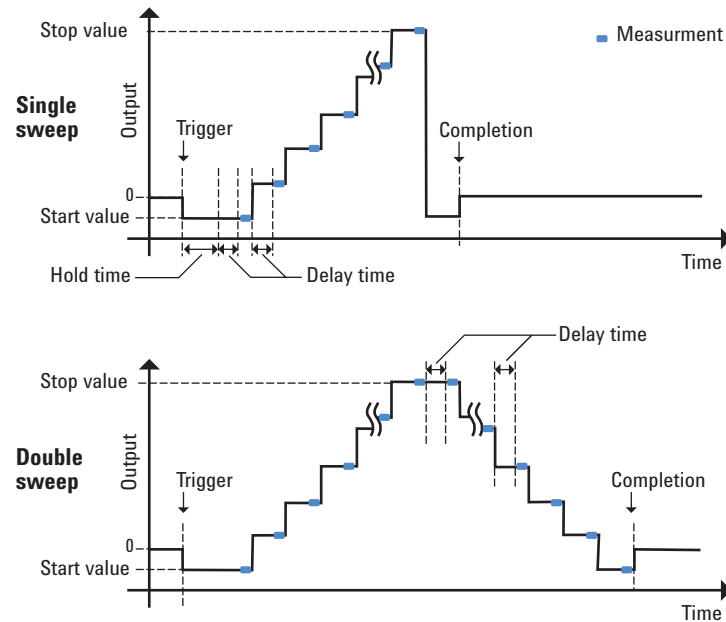 Stop value
Measurment
Output
Single
sweep
Trigger
Completion
0
Start value
Time
Hold time
Delay time
Delay time
Stop value
Output
Double
sweep
Trigger
Completion
0
Start value
Time